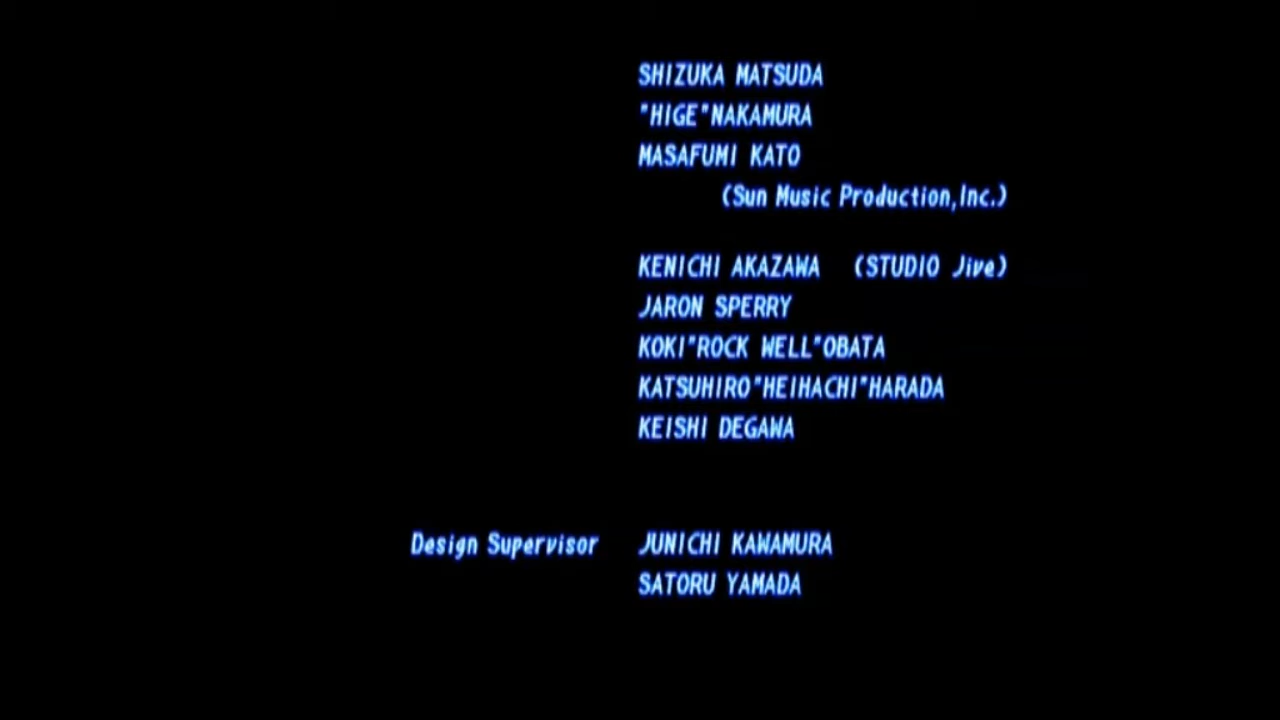 SHIZUKA MATSUDA
"HIGE"NAKAMURA
MASAFUMI KATO
(Sun Music Production,Inc.)
KENICHI AKAZAWA (STUDIO Jive)
JARON SPERRY
KOKI"ROCK WELL"OBATA
KATSUHIRO"HEIHACHI"HARADA
KEISHI DEGAWA
Design Supervisor JUNICHI KAWAMURA
SATORU YAMADA